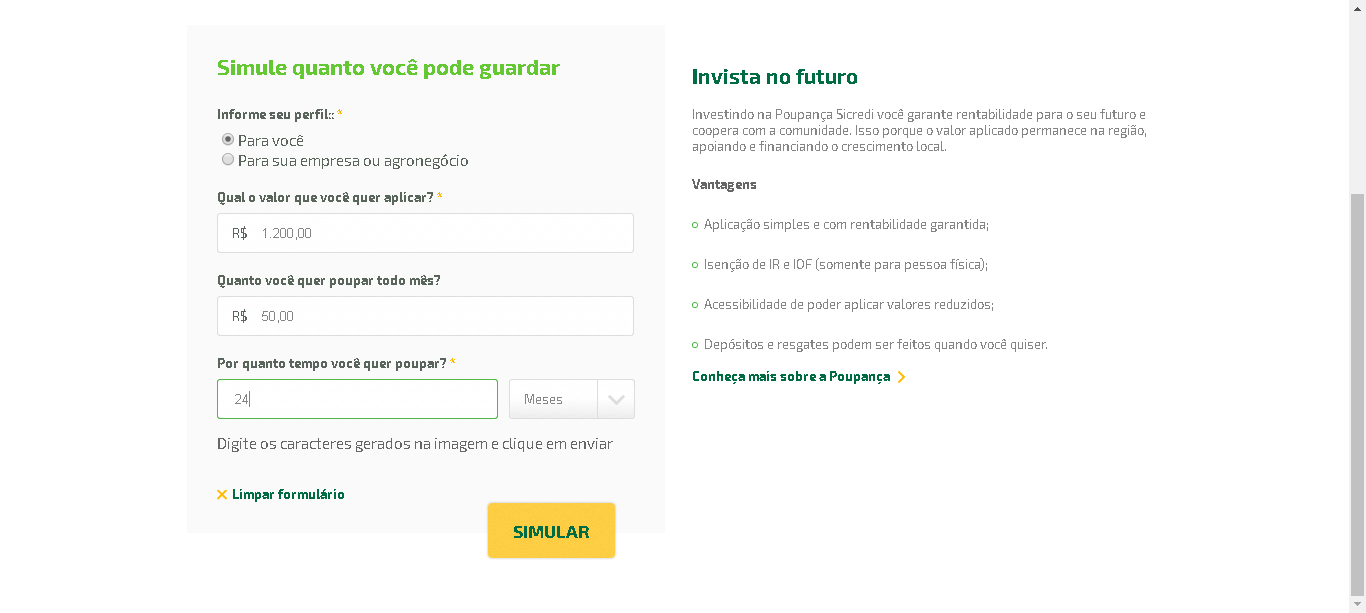 Simule quanto você pode guardar
Informe seu perfil:: *
Para você
Para sua empresa ou agronegócio
Qual o valor que você quer aplicar? *
R$ 1.200,00
Quanto você quer poupar todo mês?
R$ 50,00
Por quanto tempo você quer poupar? *
24
Meses
Digite os caracteres gerados na imagem e clique em enviar
Limpar formulário
SIMULAR
Invista no futuro
Investindo na Poupança Sicredi você garante rentabilidade para o seu futuro e
coopera com a comunidade. Isso porque o valor aplicado permanece na região,
apoiando e financiando o crescimento local.
Vantagens
Aplicação simples e com rentabilidade garantida;
Isenção de IR e IOF (somente para pessoa física);
Acessibilidade de poder aplicar valores reduzidos;
Depósitos e resgates podem ser feitos quando você quiser.
Conheça mais sobre a Poupança